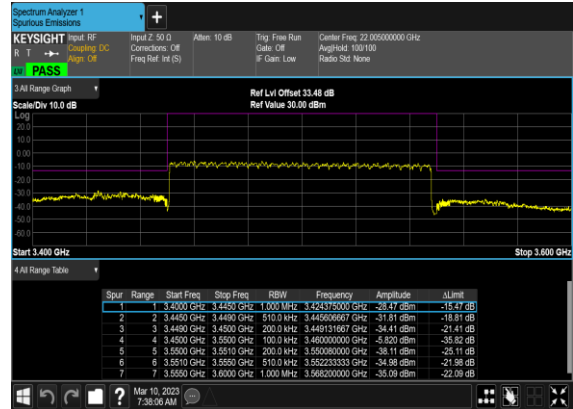 Spectrum Analyzer 1
Spurious Emissions
KEYSIGHT Input: RF Input Z: 50 Ω Atten: 10 dB Trig: Free Run Center Freq: 22.005000000 GHz
R T Coupling: DC Corrections: Off Gate: Off Avg|Hold: 100/100
Align: Off Freq Ref: Int (S) IF Gain: Low Radio Std: None
PASS
3 All Range Graph
Ref Lvl Offset 33.48 dB
Scale/Div 10.0 dB Ref Value 30.00 dBm
Log
20.0
10.0
0.00
-10.0
-20.0
-30.0
-40.0
-50.0
-60.0
Start 3.400 GHz Stop 3.600 GHz
4 All Range Table
Spur Range Start Freq Stop Freq RBW Frequency Amplitude ΔLimit
1 1 3.4000 GHz 3.4450 GHz 1.000 MHz 3.424375000 GHz -28.47 dBm -15.47 dB
2 2 3.4450 GHz 3.4490 GHz 510.0 kHz 3.445606667 GHz -31.81 dBm -18.81 dB
3 3 3.4490 GHz 3.4500 GHz 200.0 kHz 3.449131667 GHz -34.41 dBm -21.41 dB
4 4 3.4500 GHz 3.5500 GHz 100.0 kHz 3.460000000 GHz -5.820 dBm -35.82 dB
5 5 3.5500 GHz 3.5510 GHz 200.0 kHz 3.550080000 GHz -38.11 dBm -25.11 dB
6 6 3.5510 GHz 3.5550 GHz 510.0 kHz 3.552233333 GHz -34.98 dBm -21.98 dB
7 7 3.5550 GHz 3.6000 GHz 1.000 MHz 3.568200000 GHz -35.09 dBm -22.09 dB
? Mar 10, 2023
7:38:06 AM